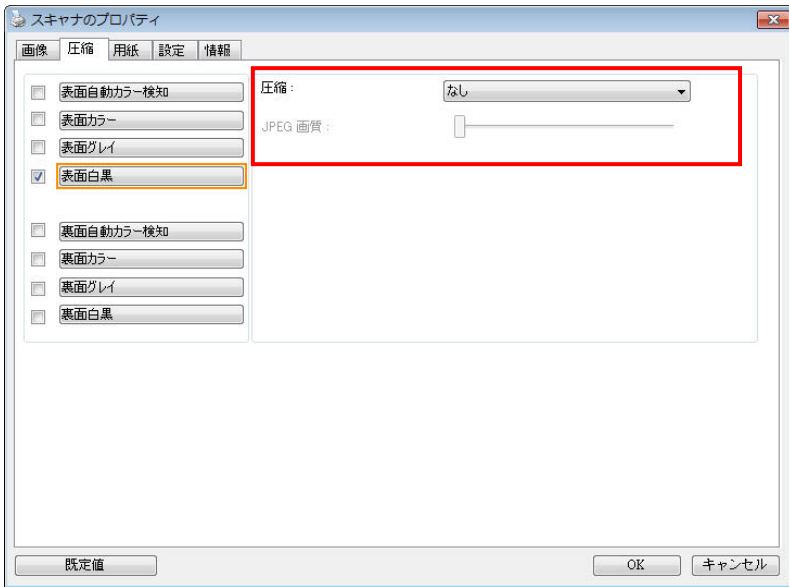 スキャナのプロパティ
画像 圧縮 用紙 設定 情報
表面自動カラー検知
表面カラー
表面グレイ
表面白黒
裏面自動カラー検知
裏面カラー
裏面グレイ
裏面白黒
圧縮： なし
JPEG 画質：
既定値 OK キャンセル